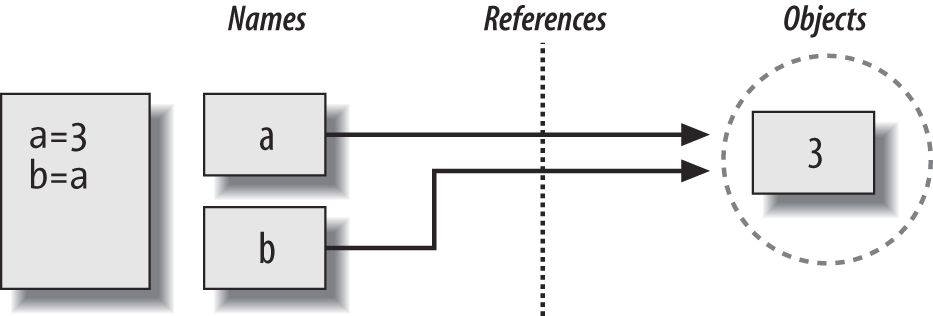 Names
References
Objects
a=3
b=a
a
b
3